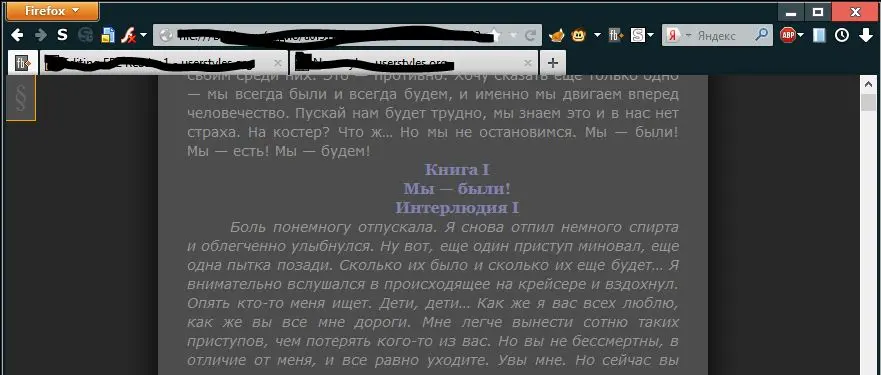 Firefox
Яндекс
userstyles.org
userstyles.org
§
своим среди них. Это — противно. Хочу сказать еще только одно
— мы всегда были и всегда будем, и именно мы двигаем вперед
человечество. Пускай нам будет трудно, мы знаем это и в нас нет
страха. На костер? Что ж… Но мы не остановимся. Мы — были!
Мы — есть! Мы — будем!
Книга I
Мы — были!
Интерлюдия I
Боль понемногу отпускала. Я снова отпил немного спирта
и облегченно улыбнулся. Ну вот, еще один приступ миновал, еще
одна пытка позади. Сколько их было и сколько их еще будет… Я
внимательно вслушался в происходящее на крейсере и вздохнул.
Опять кто-то меня ищет. Дети, дети… Как же я вас всех люблю,
как же вы все мне дороги. Мне легче вынести сотню таких
приступов, чем потерять кого-то из вас. Но вы не бессмертны, в
отличие от меня, и все равно уходите. Увы мне. Но сейчас вы